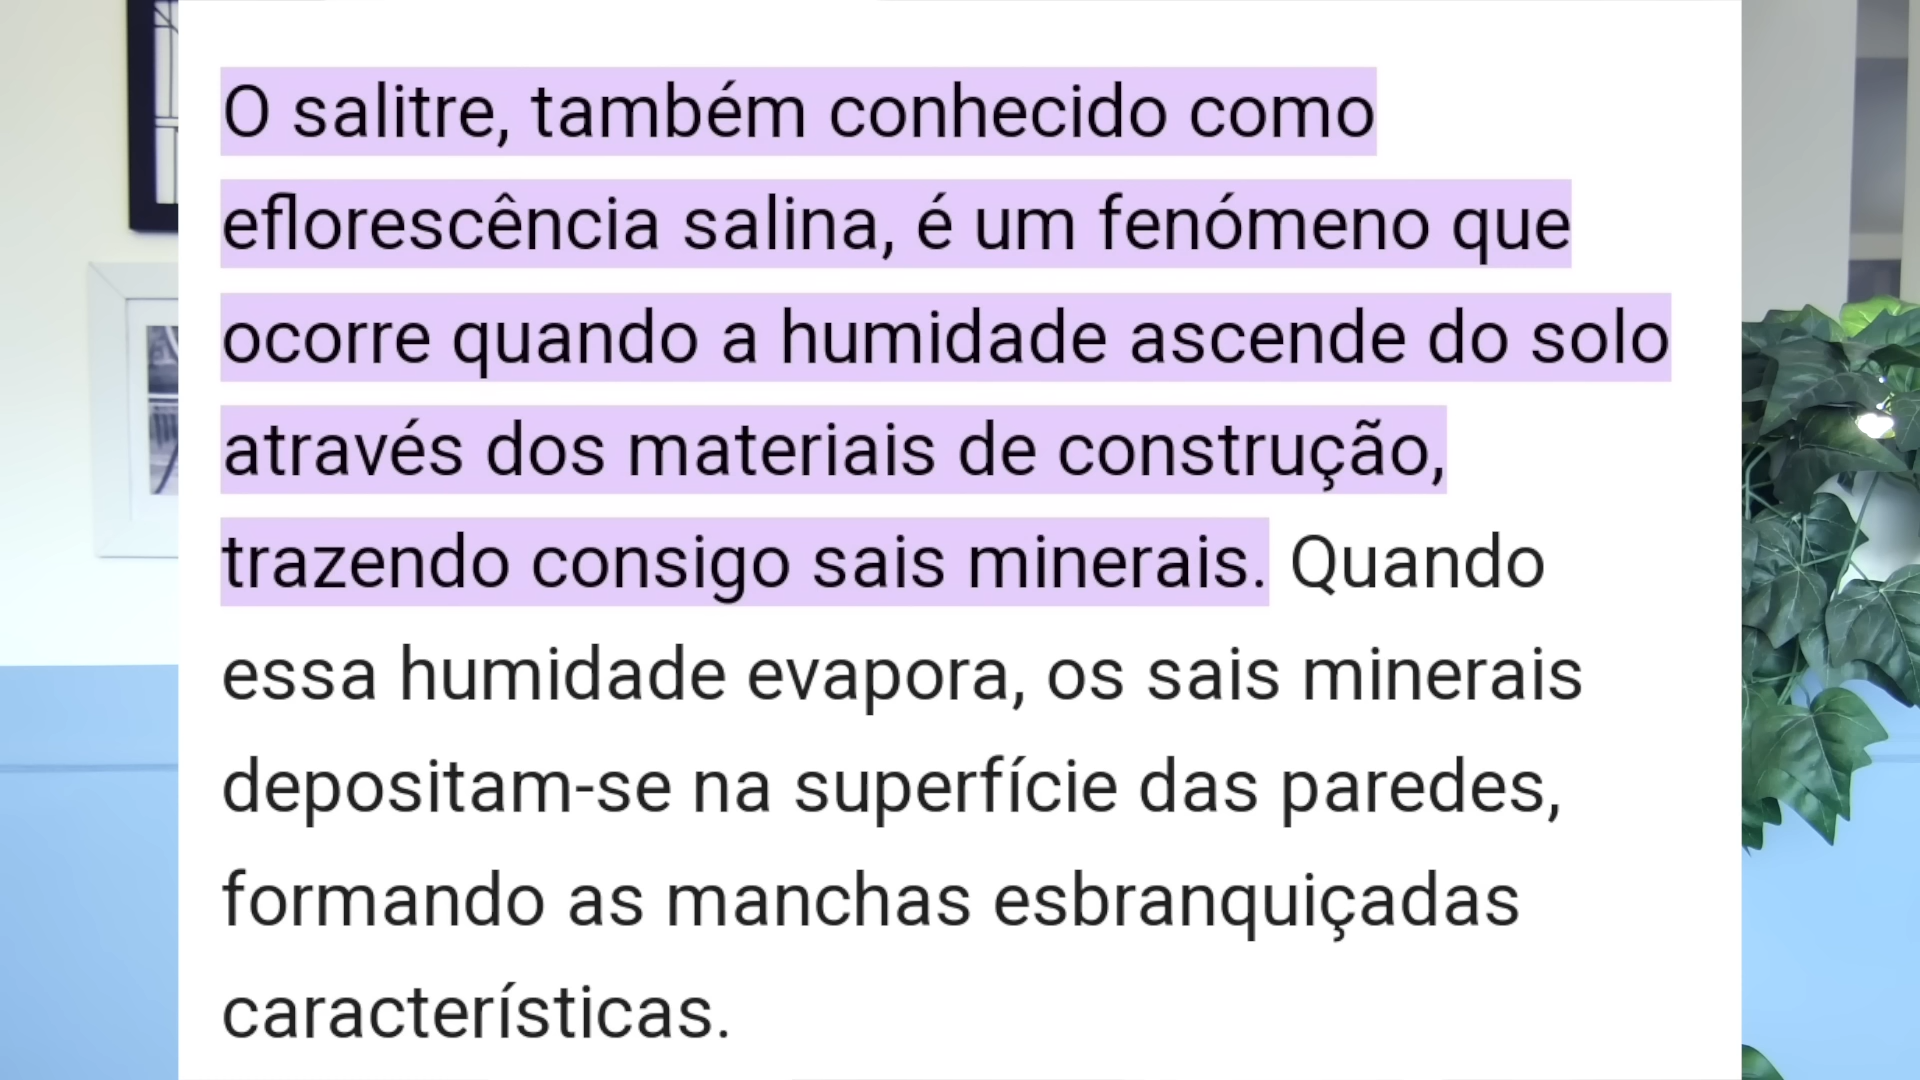 O salitre, também conhecido como
eflorescência salina, é um fenómeno que
ocorre quando a humidade ascende do solo
através dos materiais de construção,
trazendo consigo sais minerais. Quando
essa humidade evapora, os sais minerais
depositam-se na superfície das paredes,
formando as manchas esbranquiçadas
características.